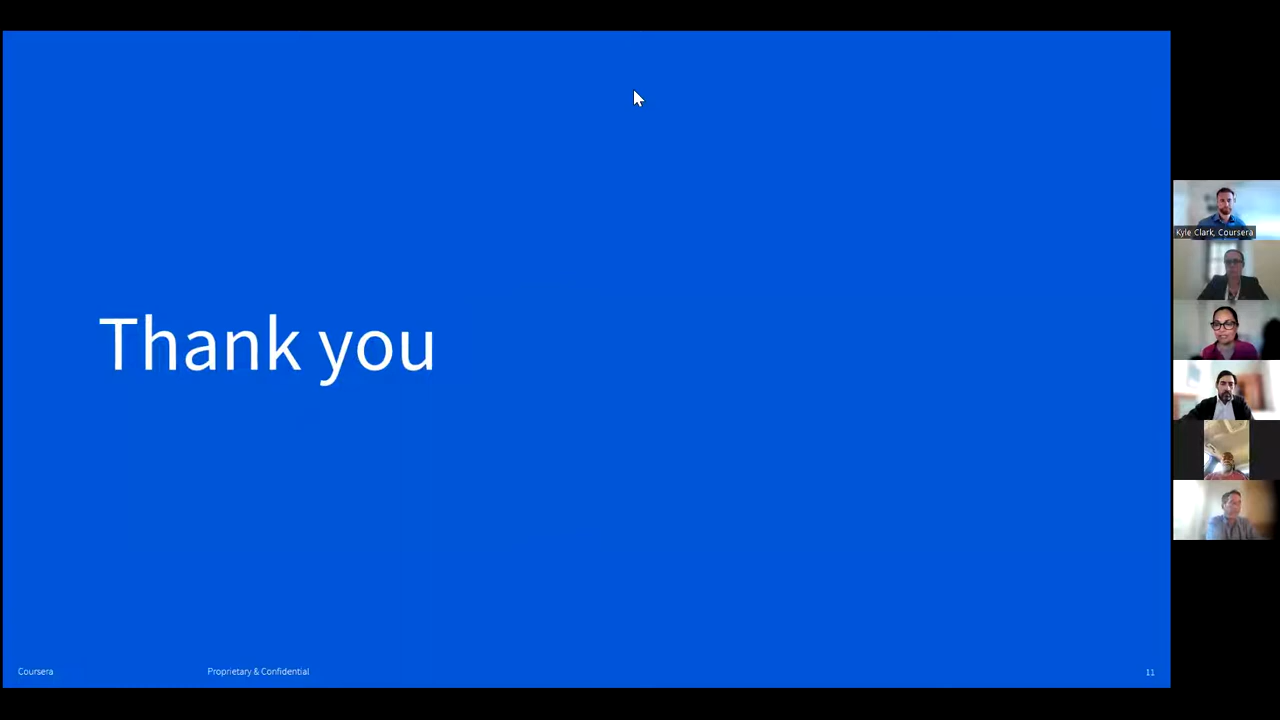 Thank you
Kyle Clark, Coursera
Coursera
Proprietary & Confidential
11